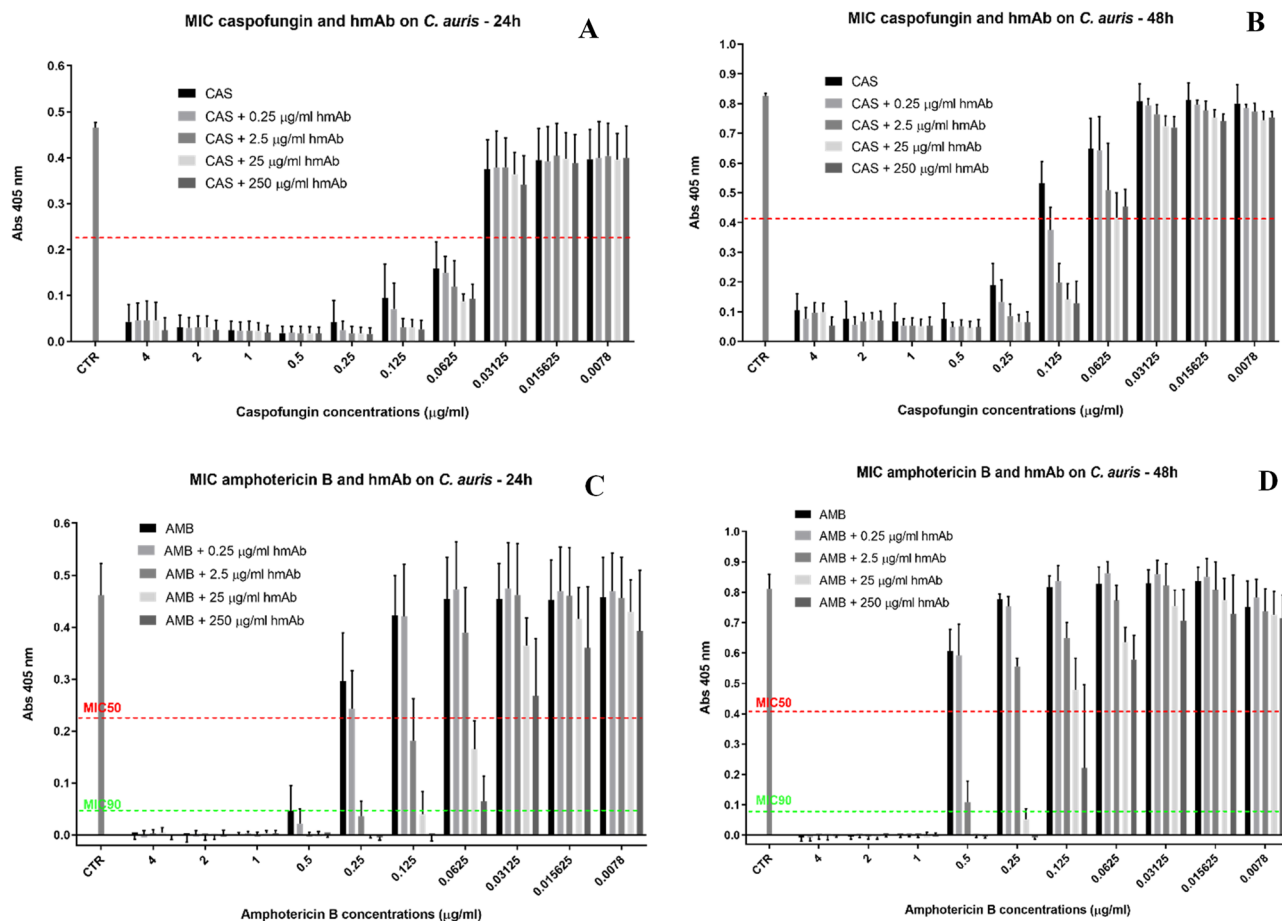 MIC caspofungin and hmAb on C. auris - 24h
A
Abs 405 nm
0.6
0.5
0.4
0.3
0.2
0.1
0.0
CAS
CAS + 0.25 μg/ml hmAb
CAS + 2.5 μg/ml hmAb
CAS + 25 μg/ml hmAb
CAS + 250 μg/ml hmAb
CTR
4
2
1
0.5
0.25
0.125
0.0625
0.03125
0.015625
0.0078
Caspofungin concentrations (μg/ml)
MIC caspofungin and hmAb on C. auris - 48h
B
Abs 405 nm
1.0
0.9
0.8
0.7
0.6
0.5
0.4
0.3
0.2
0.1
0.0
CAS
CAS + 0.25 μg/ml hmAb
CAS + 2.5 μg/ml hmAb
CAS + 25 μg/ml hmAb
CAS + 250 μg/ml hmAb
CTR
4
2
1
0.5
0.25
0.125
0.0625
0.03125
0.015625
0.0078
Caspofungin concentrations (μg/ml)
MIC amphotericin B and hmAb on C. auris - 24h
C
Abs 405 nm
0.6
0.5
0.4
0.3
0.2
0.1
0.0
AMB
AMB + 0.25 μg/ml hmAb
AMB + 2.5 μg/ml hmAb
AMB + 25 μg/ml hmAb
AMB + 250 μg/ml hmAb
MIC50
MIC90
CTR
4
2
1
0.5
0.25
0.125
0.0625
0.03125
0.015625
0.0078
Amphotericin B concentrations (μg/ml)
MIC amphotericin B and hmAb on C. auris - 48h
D
Abs 405 nm
1.0
0.9
0.8
0.7
0.6
0.5
0.4
0.3
0.2
0.1
0.0
AMB
AMB + 0.25 μg/ml hmAb
AMB + 2.5 μg/ml hmAb
AMB + 25 μg/ml hmAb
AMB + 250 μg/ml hmAb
MIC50
MIC90
CTR
4
2
1
0.5
0.25
0.125
0.0625
0.03125
0.015625
0.0078
Amphotericin B concentrations (μg/ml)